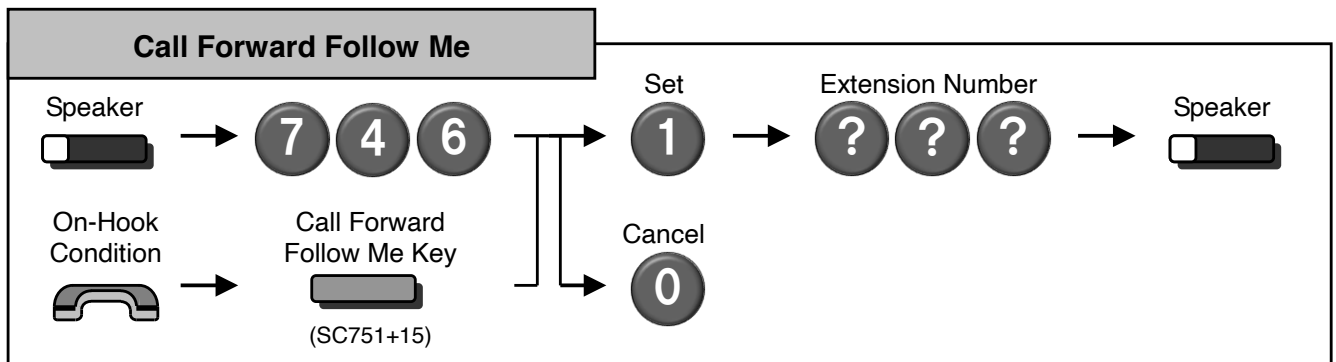 Call Forward Follow Me
Speaker
7 4 6
Set
1
Extension Number
? ? ?
Speaker
On-Hook
Condition
Call Forward
Follow Me Key
(SC751+15)
Cancel
0